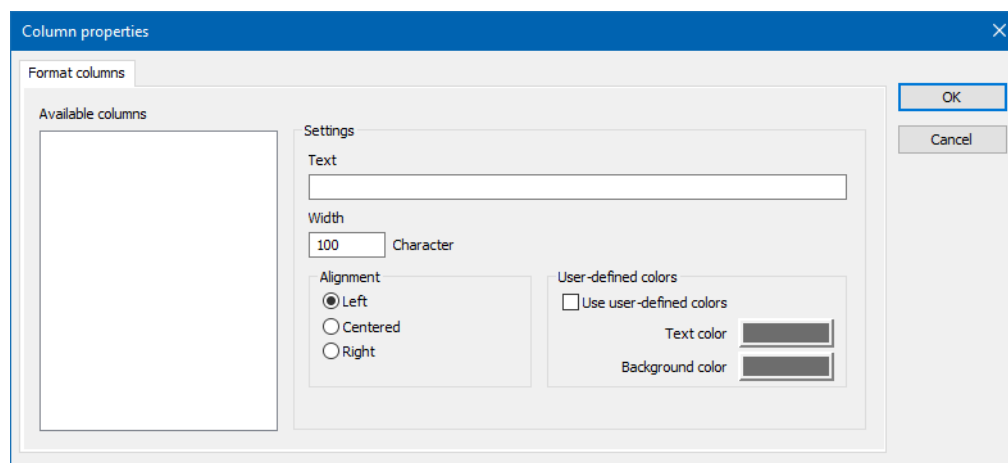 Column properties
Format columns
OK
Available columns
Cancel
Settings
Text
Width
100 Character
Alignment
User-defined colors
Left
Use user-defined colors
Centered
Text color
Right
Background color